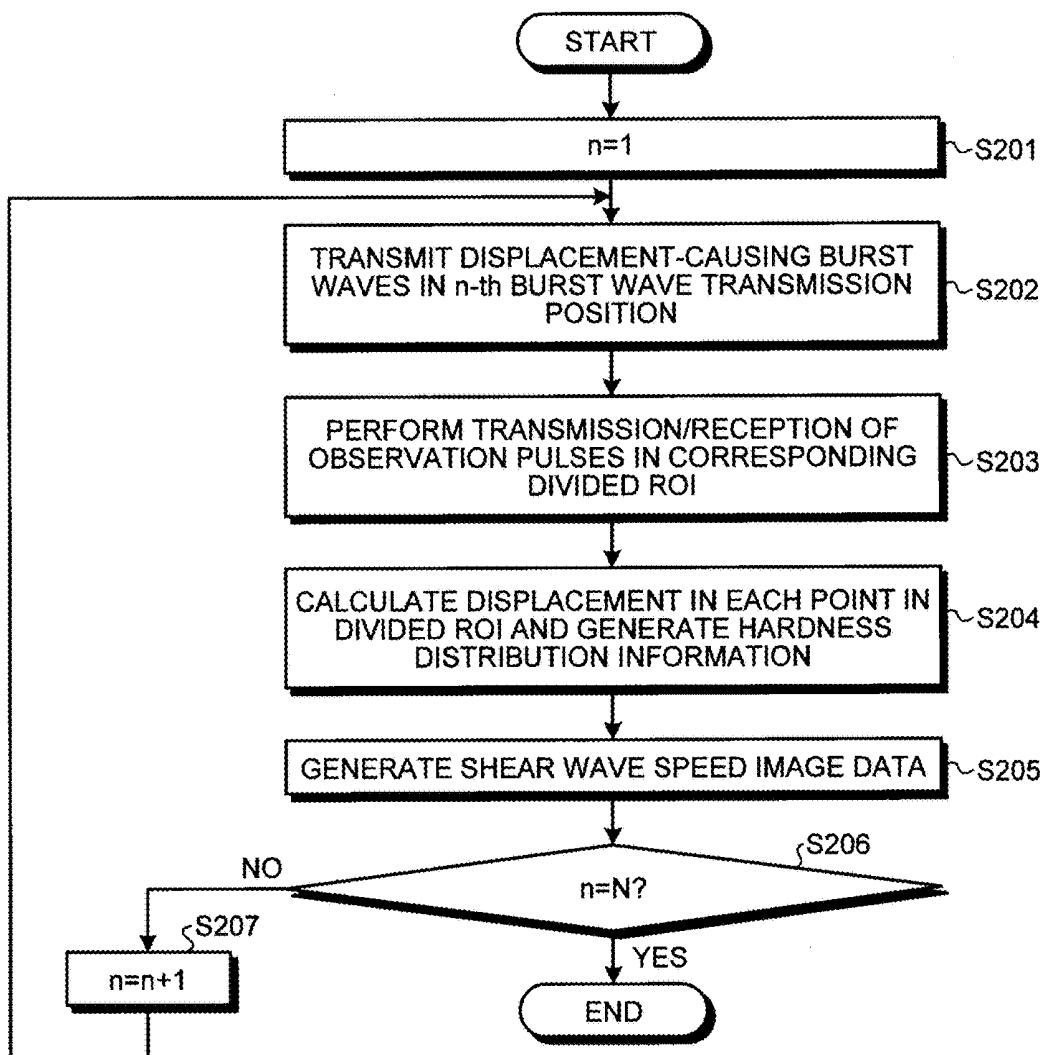 START
n=1
S201
TRANSMIT DISPLACEMENT-CAUSING BURST
WAVES IN n-th BURST WAVE TRANSMISSION
POSITION
S202
PERFORM TRANSMISSION/RECEPTION OF
OBSERVATION PULSES IN CORRESPONDING
DIVIDED ROI
S203
CALCULATE DISPLACEMENT IN EACH POINT IN
DIVIDED ROI AND GENERATE HARDNESS
DISTRIBUTION INFORMATION
S204
GENERATE SHEAR WAVE SPEED IMAGE DATA
S205
S206
n=N?
NO
S207
n=n+1
YES
END